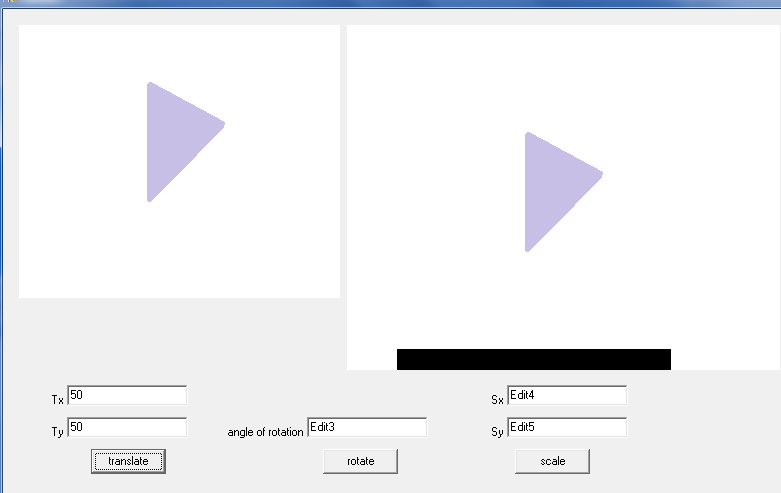 Tx 50 Sx Edit4
Ty 50 angle of rotation Edit3 Sy Edit5
translate rotate scale